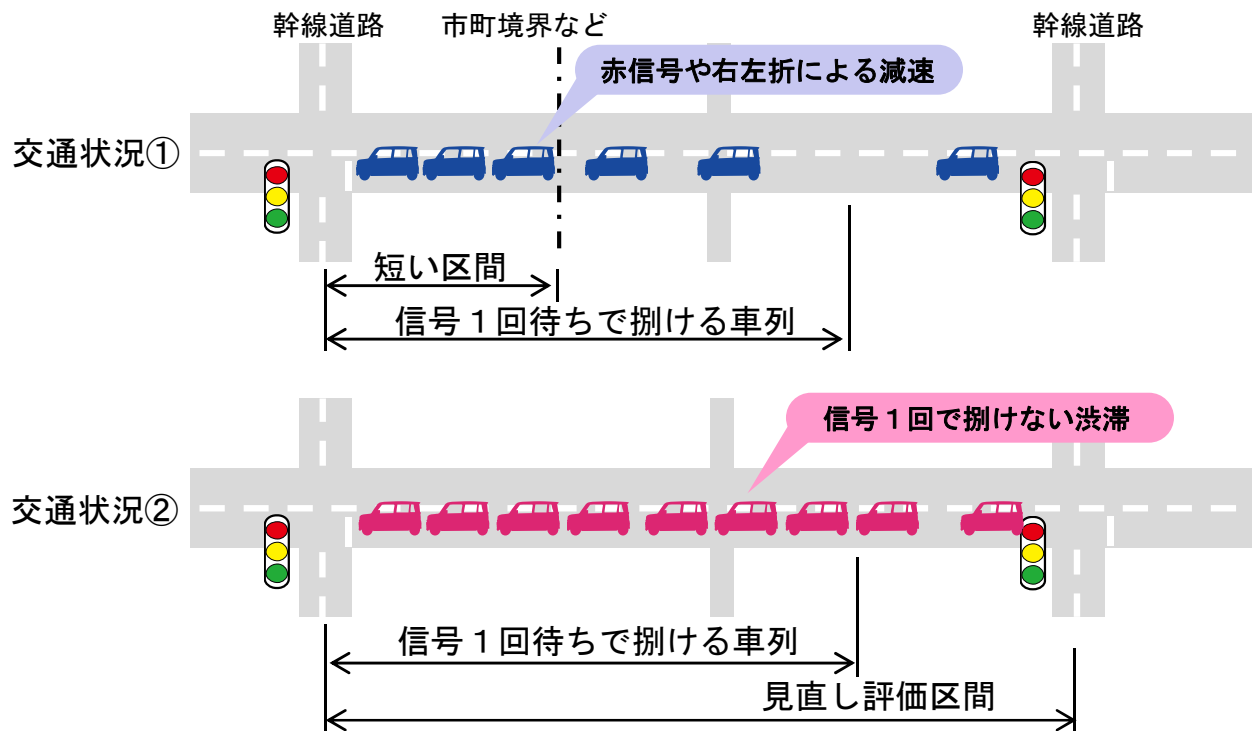 幹線道路
市町境界など
幹線道路
赤信号や右左折による減速
交通状況①
短い区間
信号１回待ちで捌ける車列
信号１回で捌けない渋滞
交通状況②
信号１回待ちで捌ける車列
見直し評価区間